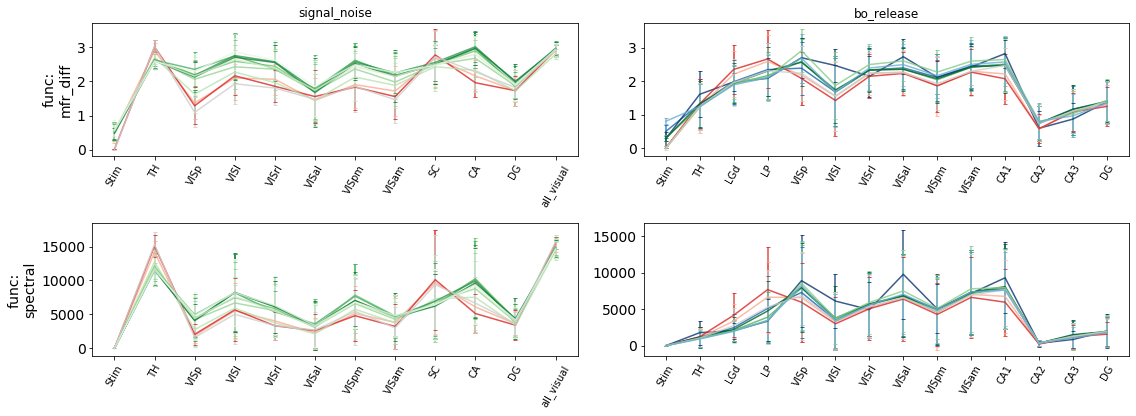 signal_noise
bo_release
func:
mfr_diff
3
2
1
0
3
2
1
0
Stim
TH
VISp
VISl
VISrl
VISal
VISpm
VISam
SC
CA
DG
all_visual
Stim
TH
LGd
LP
VISp
VISl
VISrl
VISal
VISpm
VISam
CA1
CA2
CA3
DG
func:
spectral
15000
10000
5000
0
15000
10000
5000
0
Stim
TH
VISp
VISl
VISrl
VISal
VISpm
VISam
SC
CA
DG
all_visual
Stim
TH
LGd
LP
VISp
VISl
VISrl
VISal
VISpm
VISam
CA1
CA2
CA3
DG